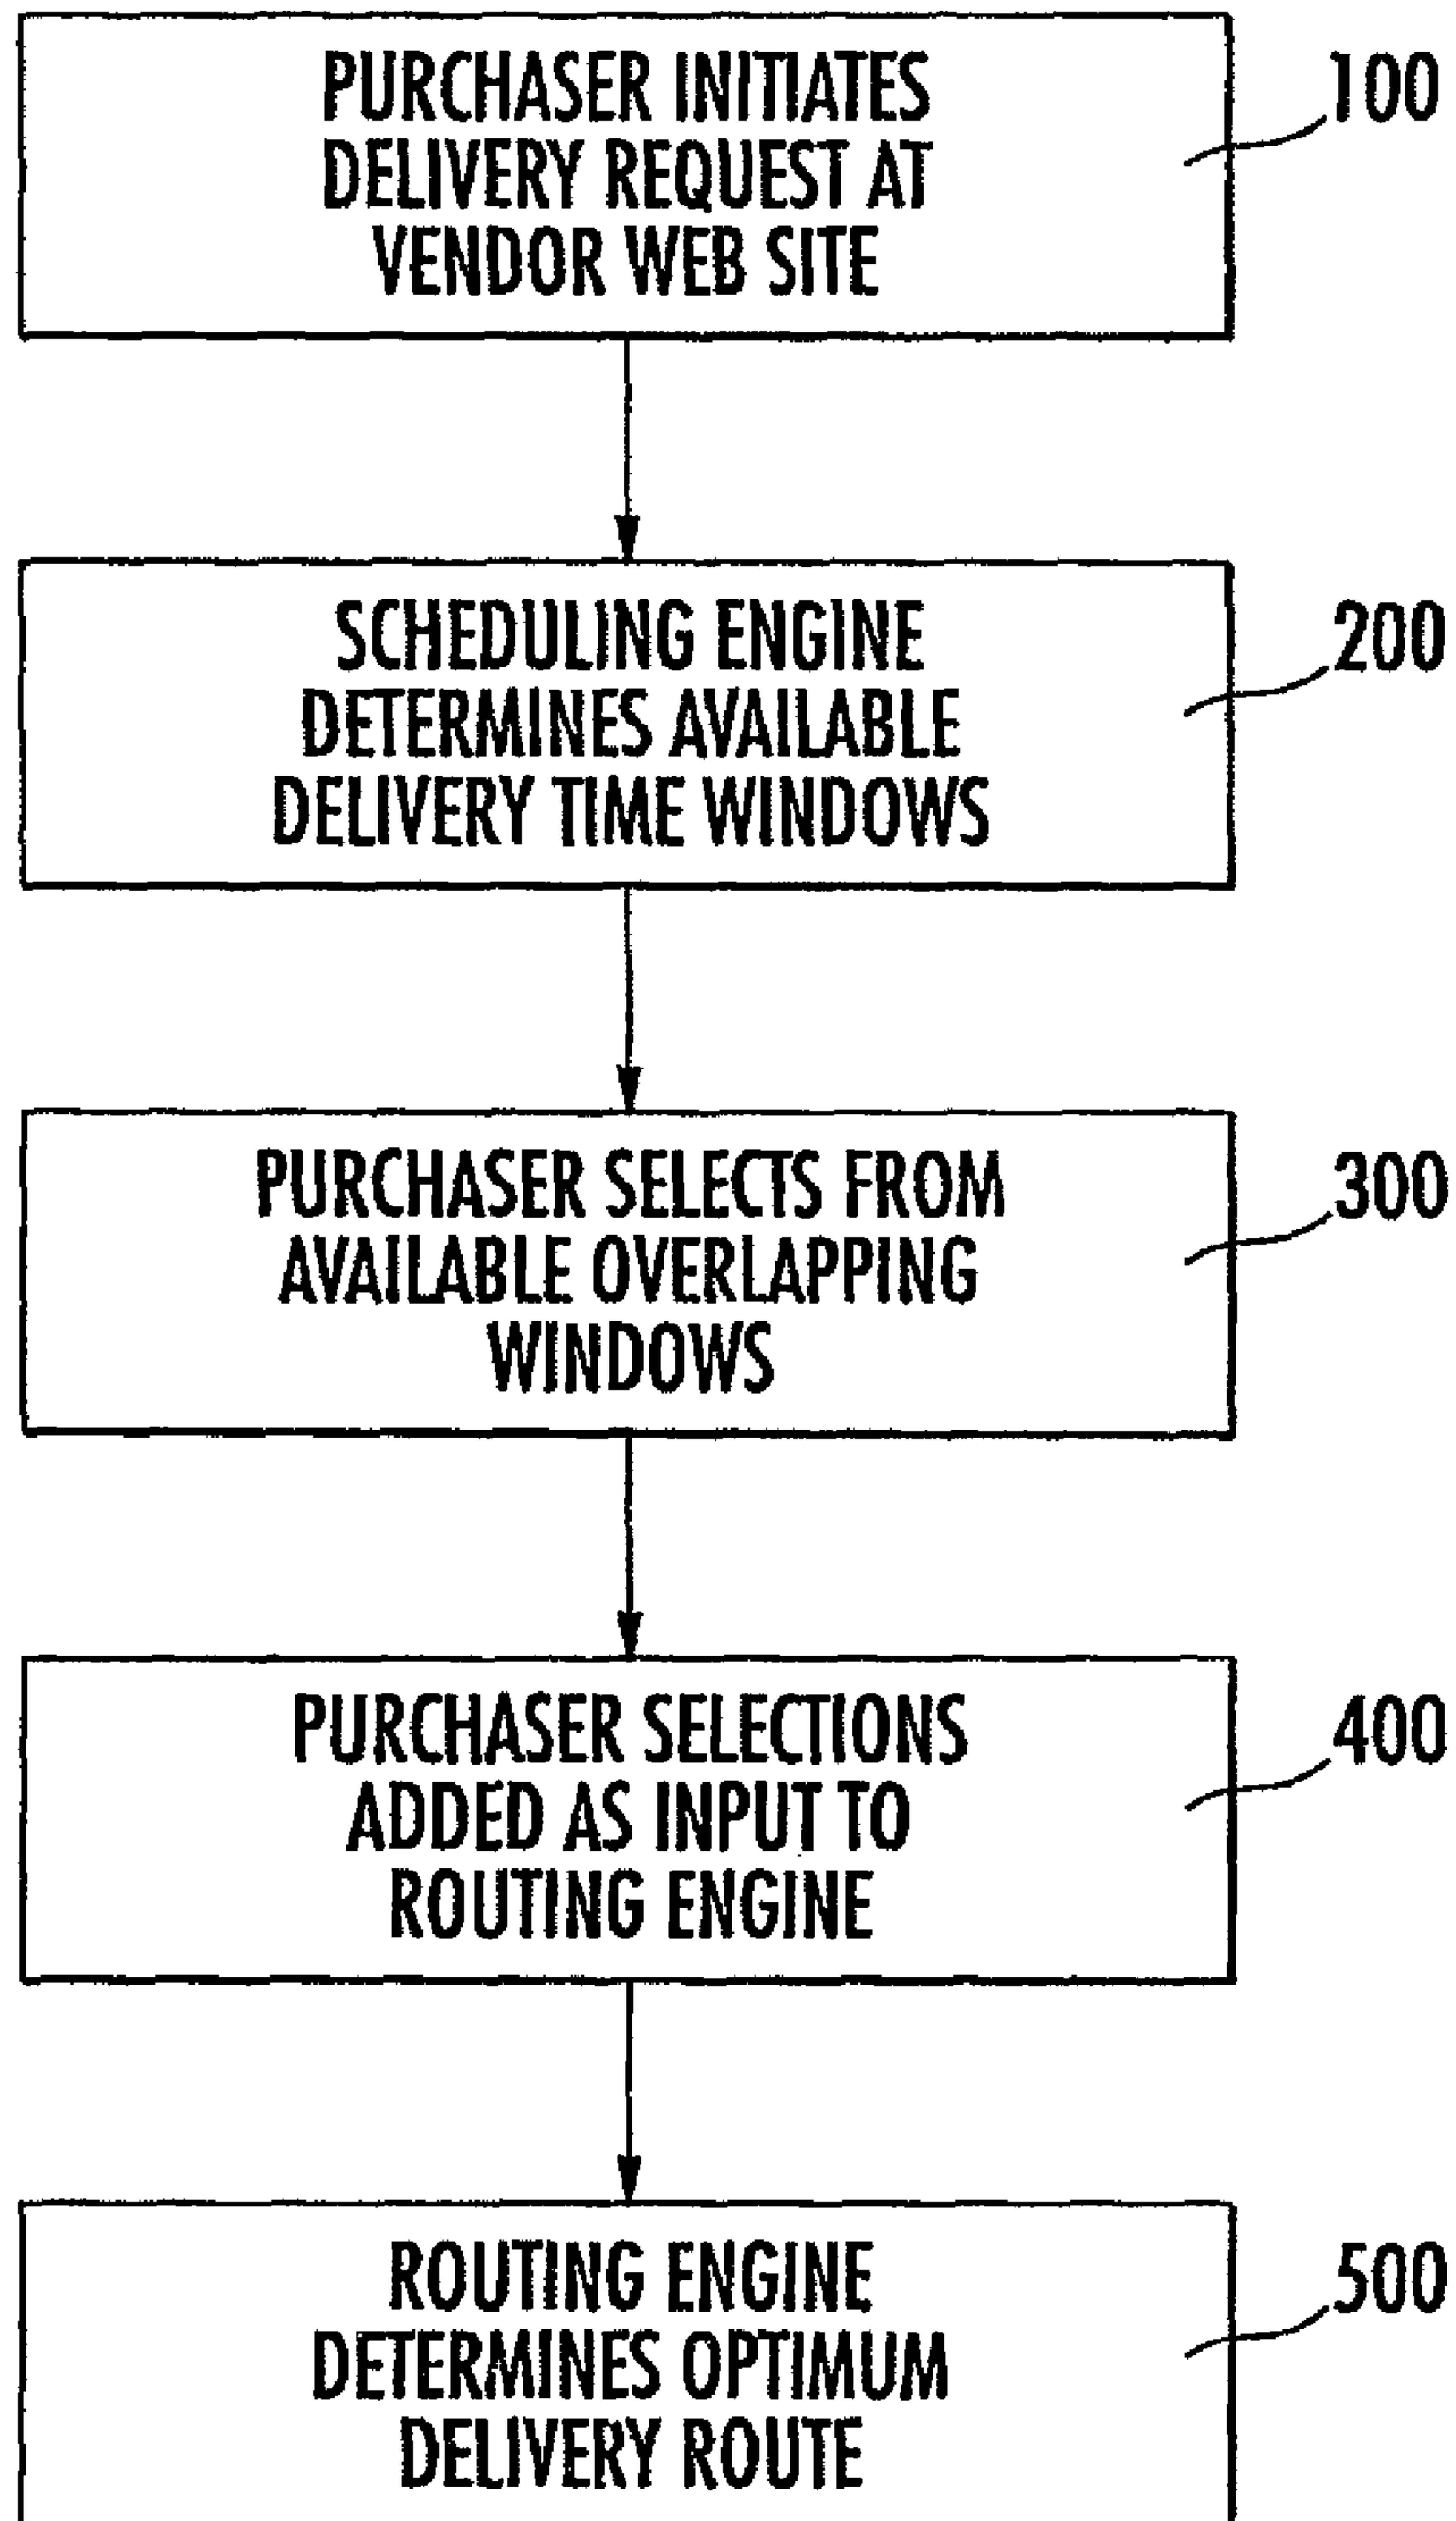 PURCHASER INITIATES
DELIVERY REQUEST AT
VENDOR WEB SITE
100
SCHEDULING ENGINE
DETERMINES AVAILABLE
DELIVERY TIME WINDOWS
200
PURCHASER SELECTS FROM
AVAILABLE OVERLAPPING
WINDOWS
300
PURCHASER SELECTIONS
ADDED AS INPUT TO
ROUTING ENGINE
400
ROUTING ENGINE
DETERMINES OPTIMUM
DELIVERY ROUTE
500